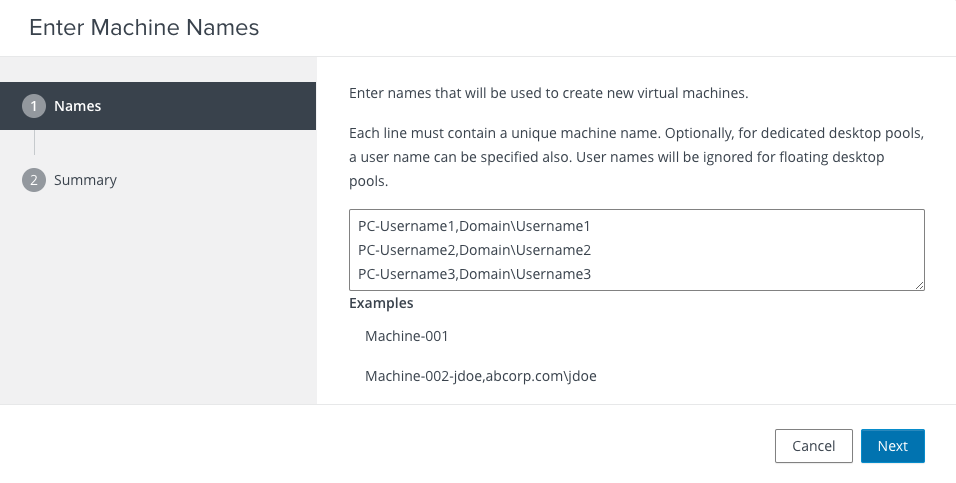 Enter Machine Names
1 Names
2 Summary
Enter names that will be used to create new virtual machines.
Each line must contain a unique machine name. Optionally, for dedicated desktop pools,
a user name can be specified also. User names will be ignored for floating desktop
pools.
PC-Username1,Domain\Username1
PC-Username2,Domain\Username2
PC-Username3,Domain\Username3
Examples
Machine-001
Machine-002-jdoe,abcorp.com\jdoe
Cancel
Next